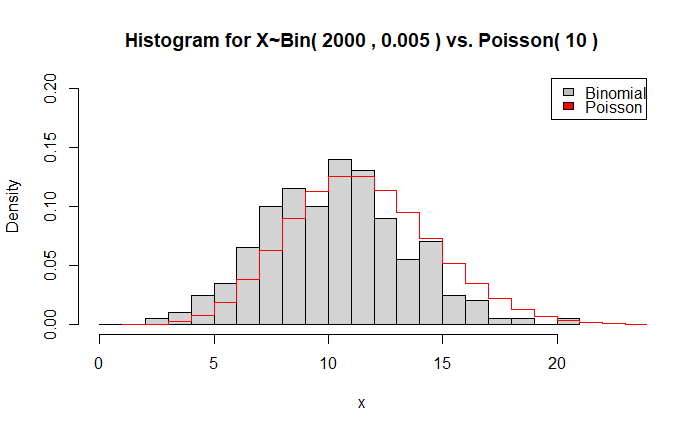 Histogram for X~Bin( 2000 , 0.005 ) vs. Poisson( 10 )
Binomial
Poisson
Density
0.20
0.15
0.10
0.05
0.00
0 5 10 15 20
x